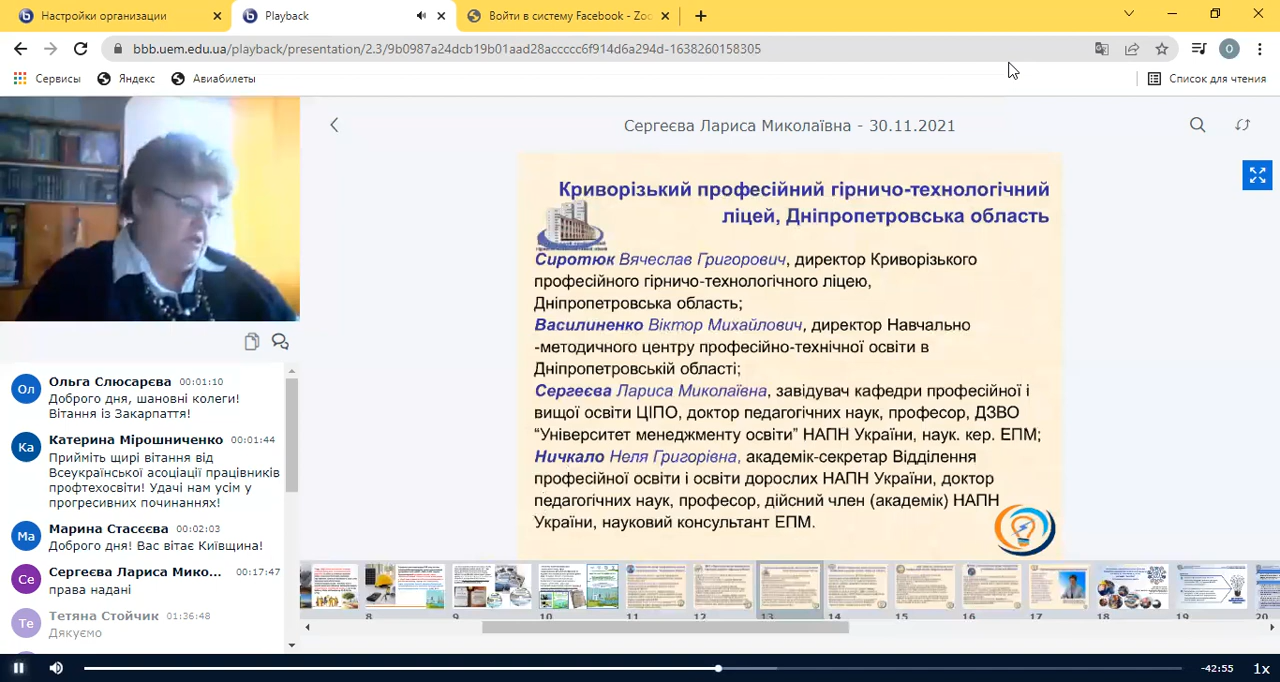 Настройки организации
Playback
Войти в систему Facebook - Zoo
bbb.uem.edu.ua/playback/presentation/2.3/9b0987a24dcb19b01aad28accccc6f914d6a294d-1638260158305
О
Сервисы
Яндекс
Авиабилеты
Список для чтения
Сергеєва Лариса Миколаївна - 30.11.2021
Криворізький професійний гірничо-технологічний
ліцей, Дніпропетровська область
Сиротюк Вячеслав Григорович, директор Криворізького
професійного гірничо-технологічного ліцею,
Дніпропетровська область;
Василиненко Віктор Михайлович, директор Навчально
-методичного центру професійно-технічної освіти в
Дніпропетровській області;
Сергеєва Лариса Миколаївна, завідувач кафедри професійної і
вищої освіти ЦІПО, доктор педагогічних наук, професор, ДЗВО
“Університет менеджменту освіти” НАПН України, наук. кер. ЕПМ;
Ничкало Неля Григорівна, академік-секретар Відділення
професійної освіти і освіти дорослих НАПН України, доктор
педагогічних наук, професор, дійсний член (академік) НАПН
України, науковий консультант ЕПМ.
Ол
Ольга Слюсарєва 00:01:10
Доброго дня, шановні колеги!
Вітання із Закарпаття!
Ка
Катерина Мірошниченко 00:01:44
Прийміть щирі вітання від
Всеукраїнської асоціації працівників
профтехосвіти! Удачі нам усім у
прогресивних починаннях!
Ма
Марина Стасєєва 00:02:03
Доброго дня! Вас вітає Київщина!
Се
Сергеєва Лариса Мико... 00:17:47
права надані
Те
Тетяна Стойчик 01:36:48
Дякуємо
8 9 10 11 12 13 14 15 16 17 18 19 20
-42:55 1x